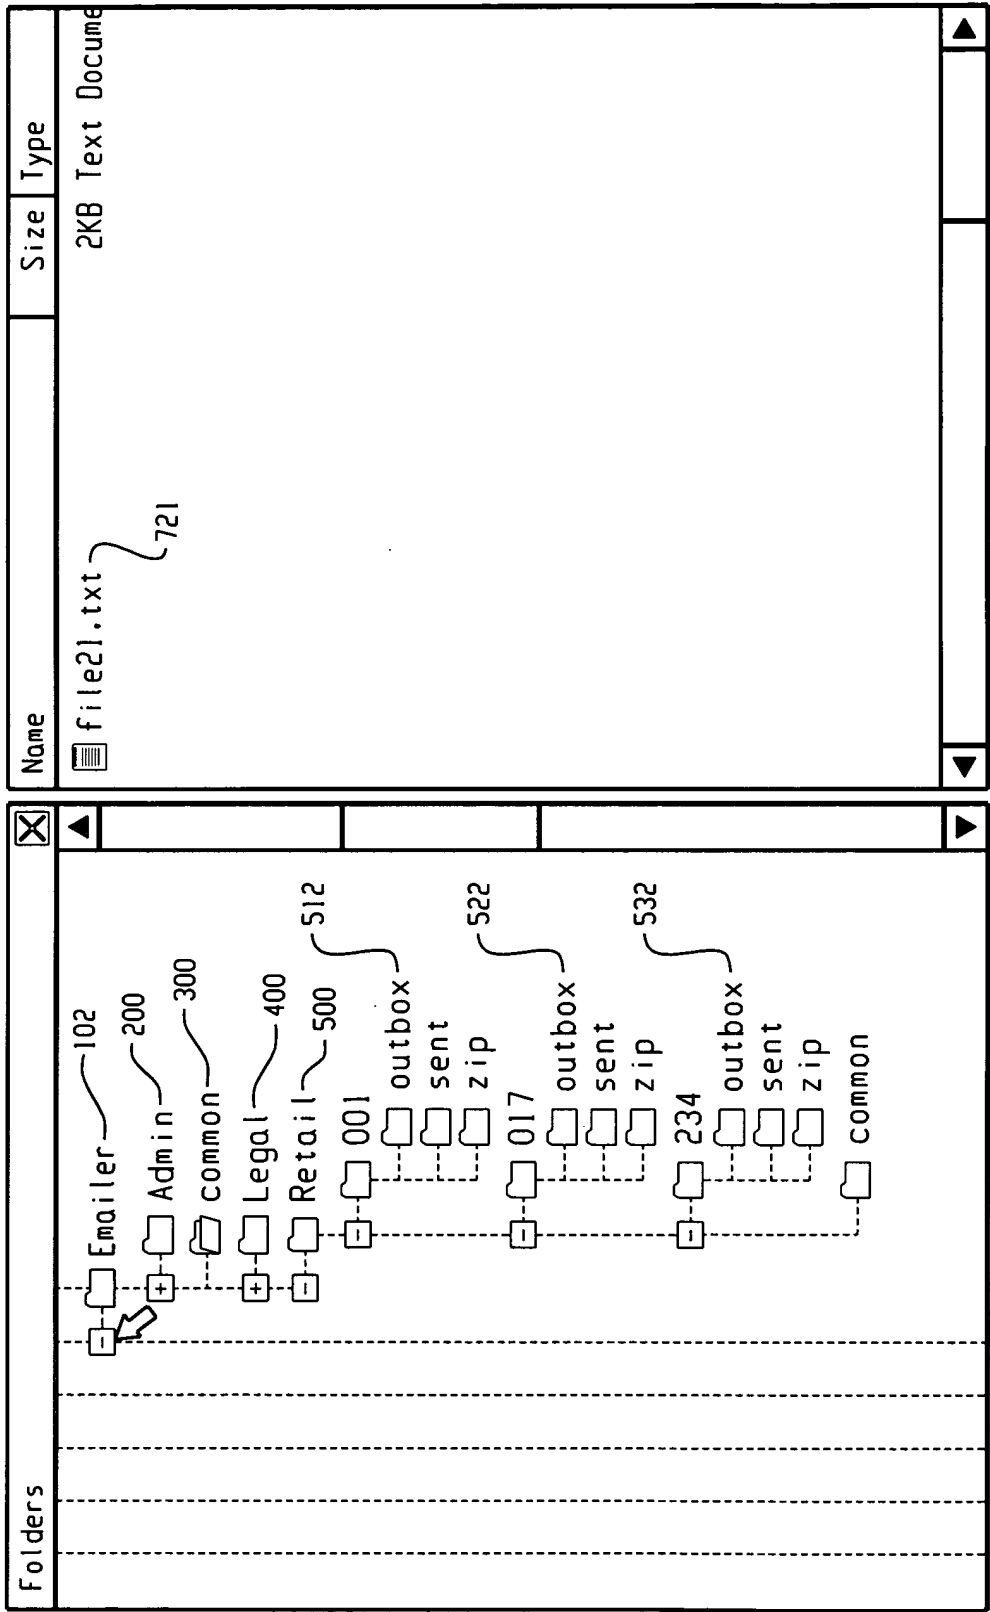 Folders
Emailer 102
Admin 200
common 300
Legal 400
Retail 500
001
outbox 512
sent
zip
017
outbox 522
sent
zip
234
outbox 532
sent
zip
common
Name Size Type
file21.txt 2KB Text Docume
721